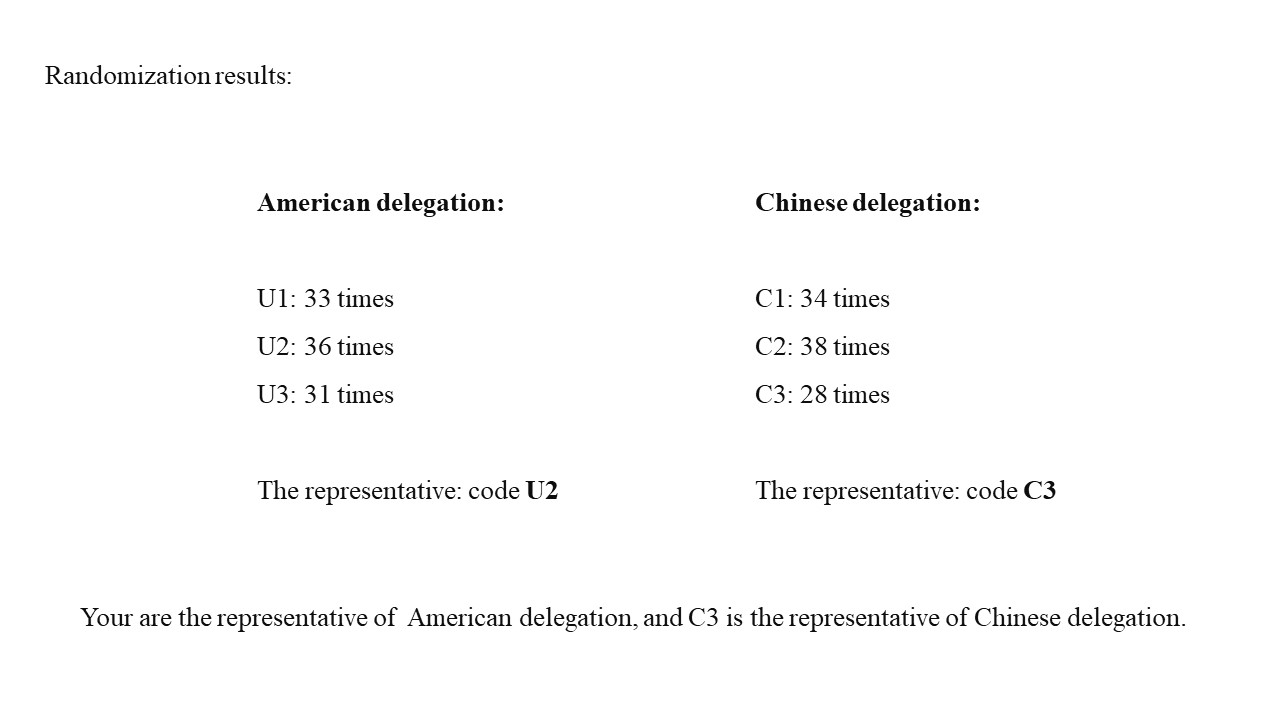 Randomization results:
American delegation:
U1: 33 times
U2: 36 times
U3: 31 times
The representative: code U2
Chinese delegation:
C1: 34 times
C2: 38 times
C3: 28 times
The representative: code C3
Your are the representative of American delegation, and C3 is the representative of Chinese delegation.